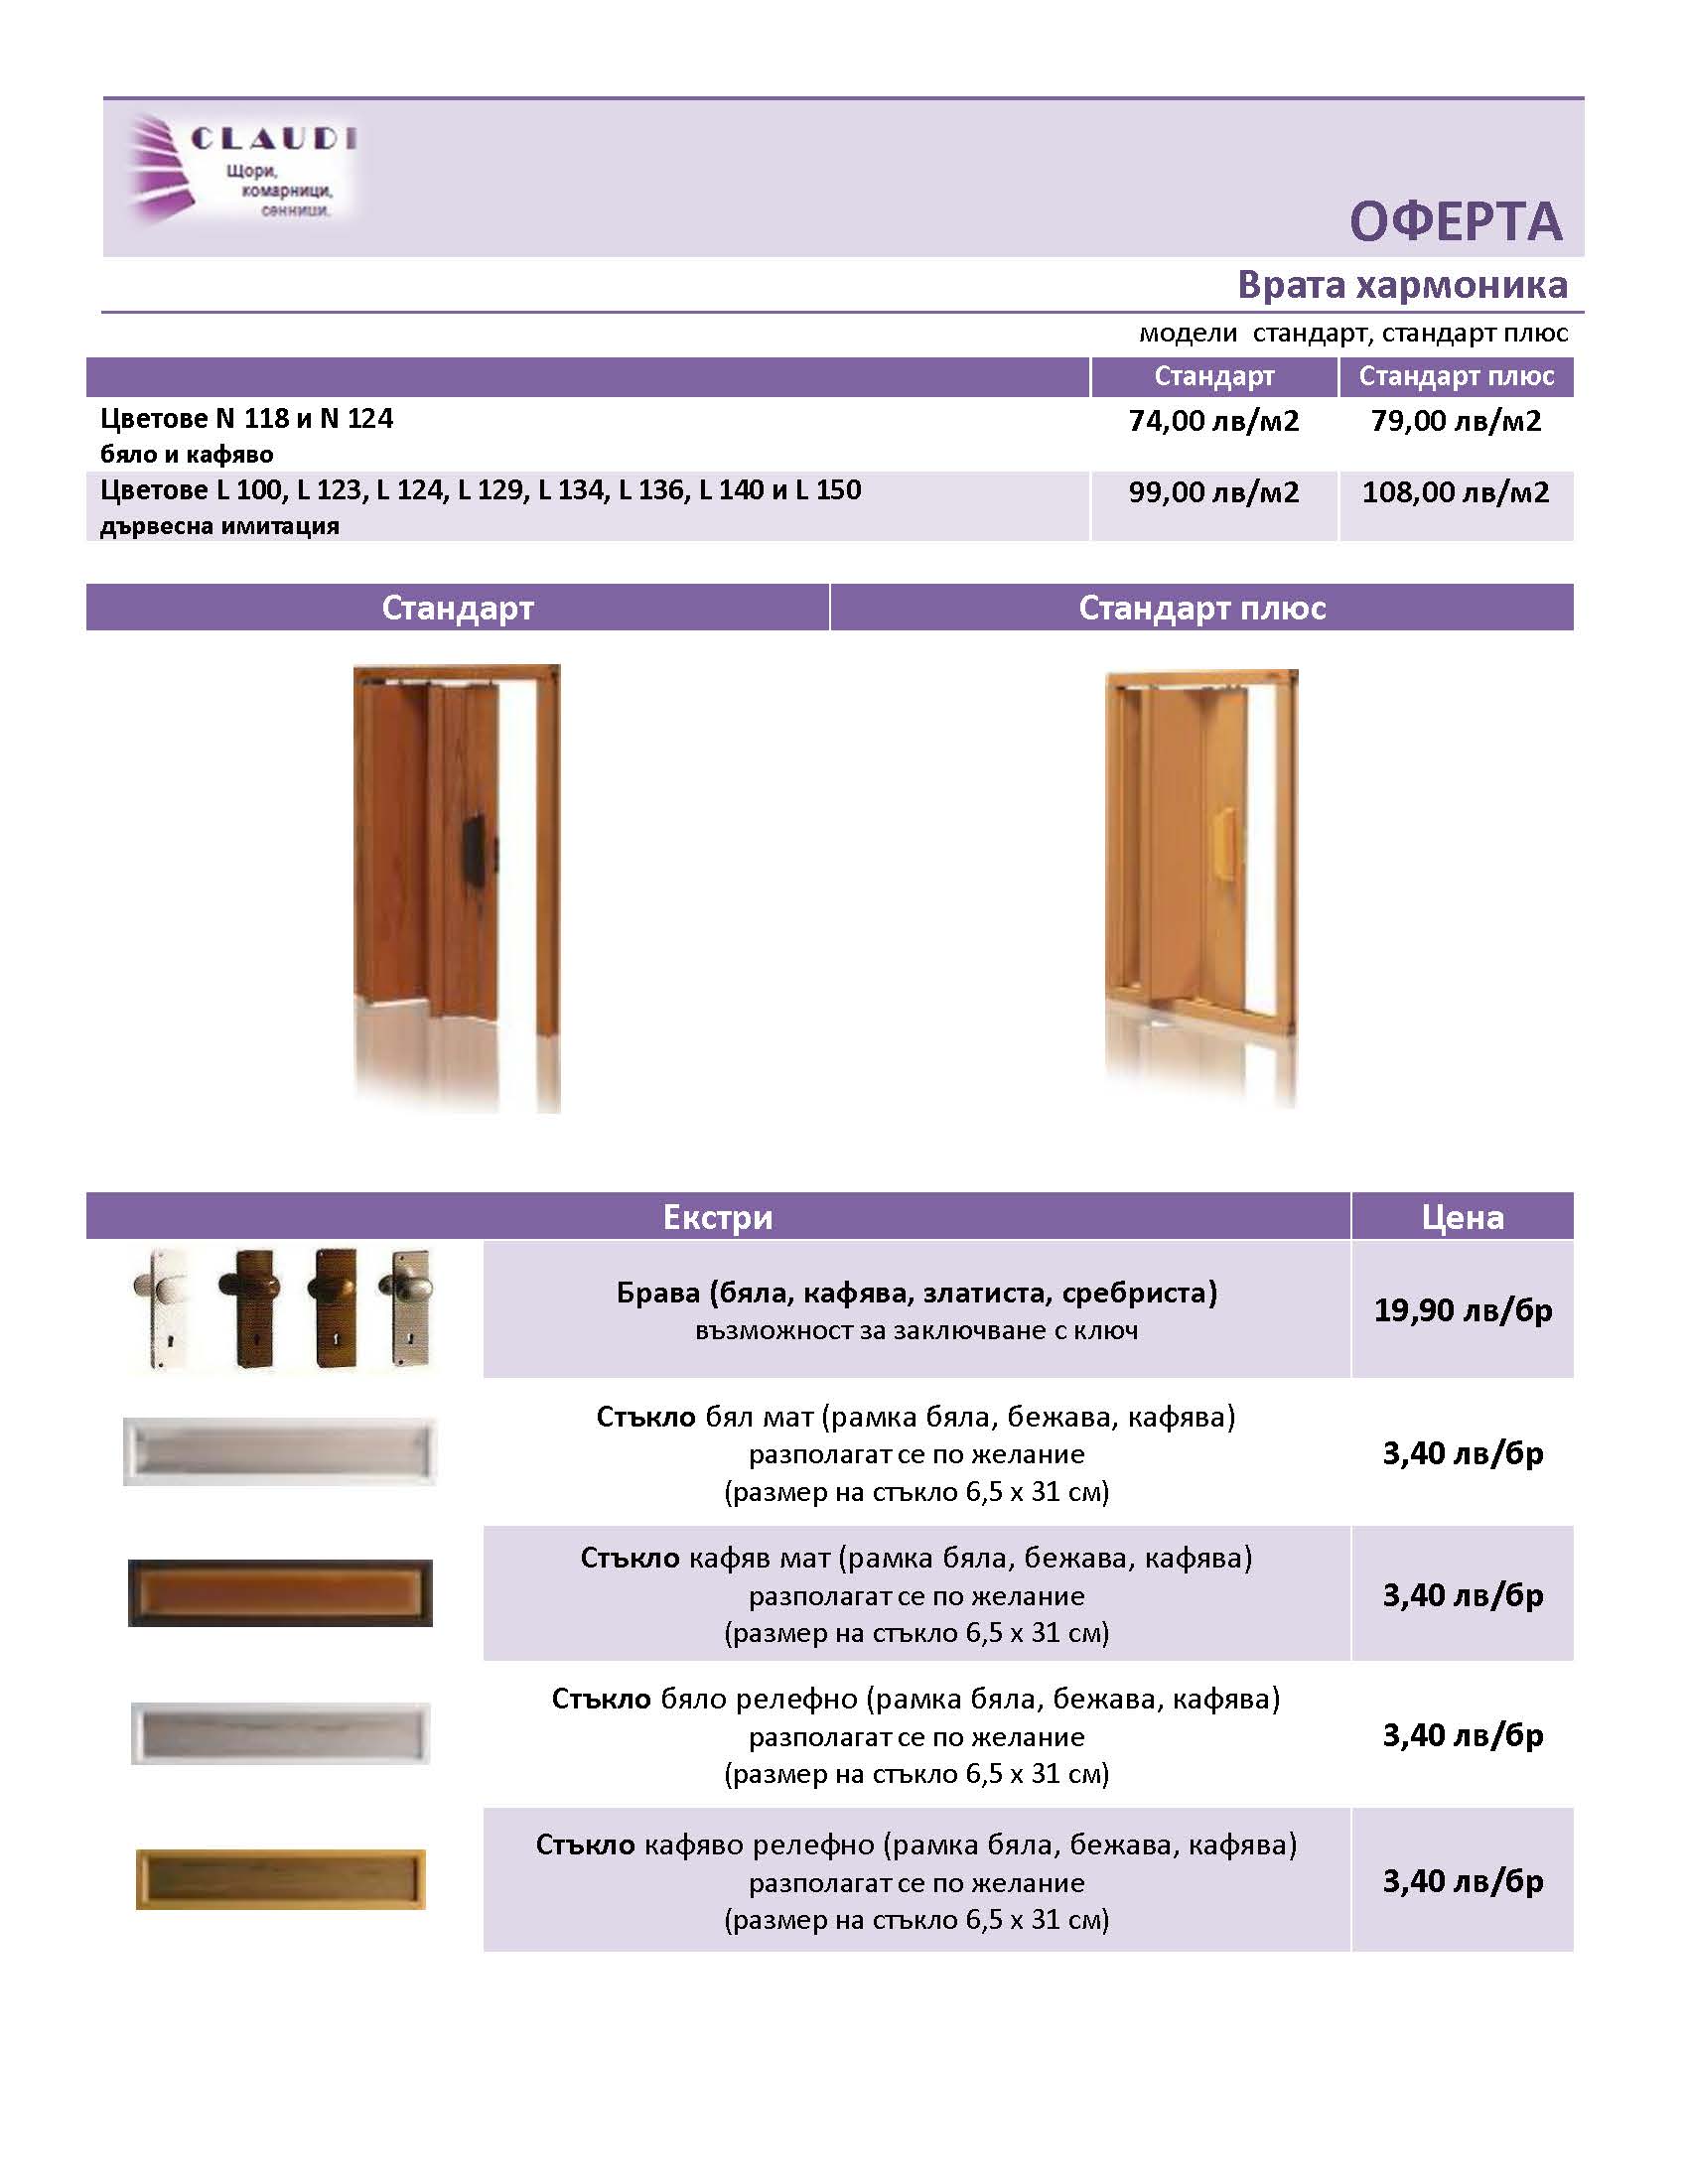 CLAUDI
Щори,
комарници,
сенници.
ОФЕРТА
Врата хармоника
модели стандарт, стандарт плюс
Стандарт Стандарт плюс
Цветове N 118 и N 124 74,00 лв/м2 79,00 лв/м2
бяло и кафяво
Цветове L 100, L 123, L 124, L 129, L 134, L 136, L 140 и L 150 99,00 лв/м2 108,00 лв/м2
дървесна имитация
Стандарт Стандарт плюс
Екстри Цена
Брава (бяла, кафява, златиста, сребриста)
възможност за заключване с ключ
19,90 лв/бр
Стъкло бял мат (рамка бяла, бежава, кафява)
разполагат се по желание
(размер на стъкло 6,5 х 31 см)
3,40 лв/бр
Стъкло кафяв мат (рамка бяла, бежава, кафява)
разполагат се по желание
(размер на стъкло 6,5 х 31 см)
3,40 лв/бр
Стъкло бяло релефно (рамка бяла, бежава, кафява)
разполагат се по желание
(размер на стъкло 6,5 х 31 см)
3,40 лв/бр
Стъкло кафяво релефно (рамка бяла, бежава, кафява)
разполагат се по желание
(размер на стъкло 6,5 х 31 см)
3,40 лв/бр